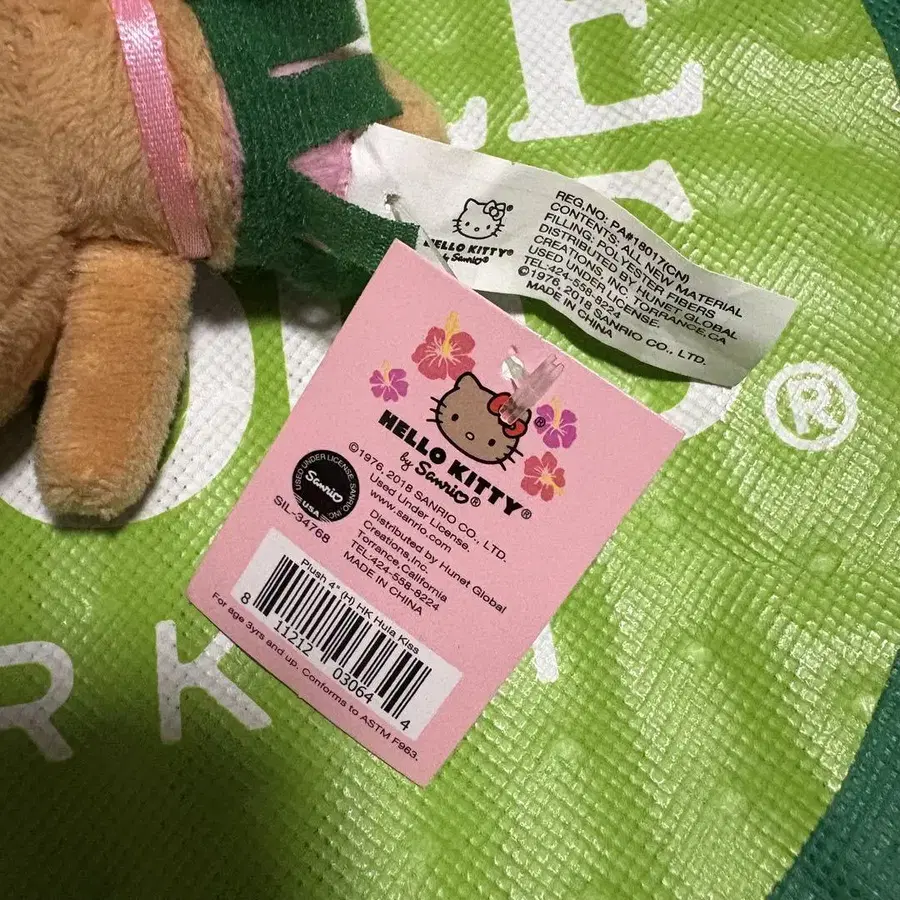 LE
RK
®
HELLO KITTY®
by Sanrio®
REG.NO: PA#18017(CN)
CONTENTS: ALL NEW MATERIAL
FILLING: POLYESTER FIBERS
DISTRIBUTED BY HUNET GLOBAL
CREATIONS, INC. TORRANCE,CA
TEL:424-558-8224
USED UNDER LICENSE.
©1976, 2018 SANRIO CO., LTD.
MADE IN CHINA
®
HELLO KITTY®
by Sanrio®
©1976, 2018 SANRIO CO., LTD.
Used Under License.
www.sanrio.com
USED UNDER LICENSE. SANRIO INC.
Sanrio
USA
SIL-34768
Distributed by Hunet Global
Creations,Inc.
Torrance,California
TEL:424-558-8224
MADE IN CHINA
Plush 4" (H) HK Hula Kiss
8 11212 03064 4
For age 3yrs and up. Conforms to ASTM F963.